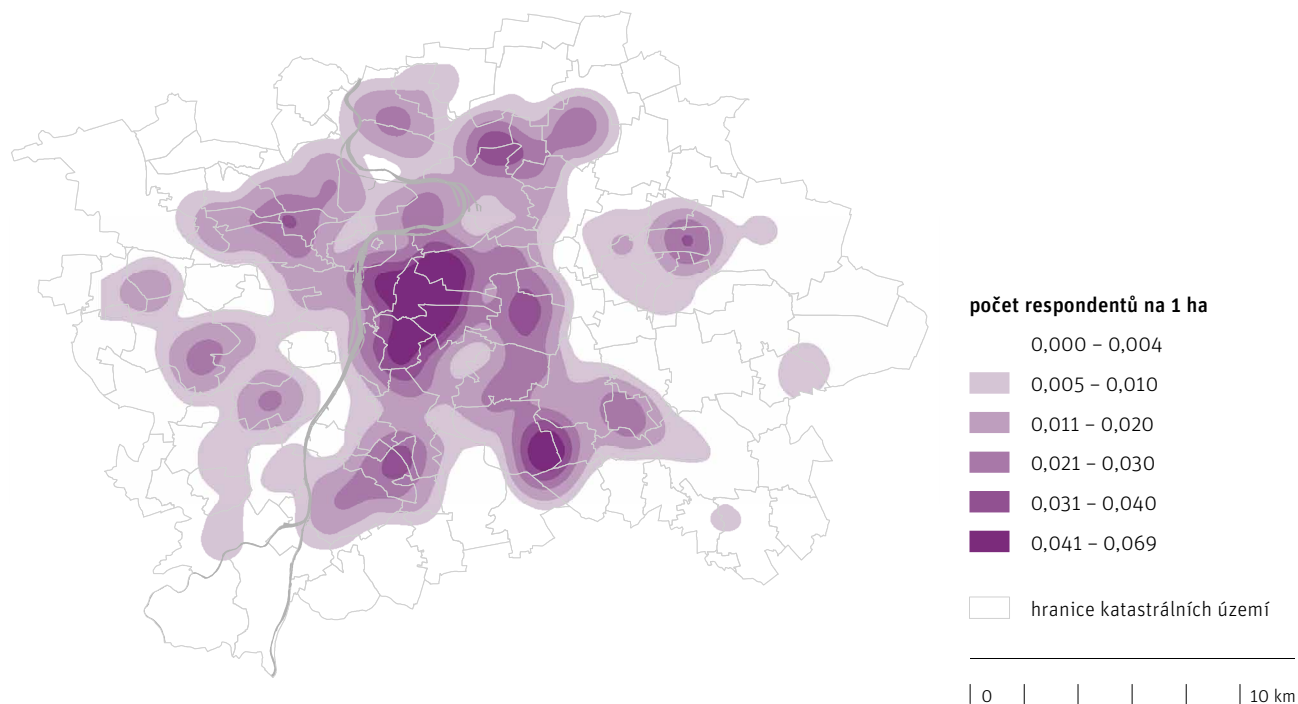 počet respondentů na 1 ha
0,000 – 0,004
0,005 – 0,010
0,011 – 0,020
0,021 – 0,030
0,031 – 0,040
0,041 – 0,069
hranice katastrálních území
0 10 km